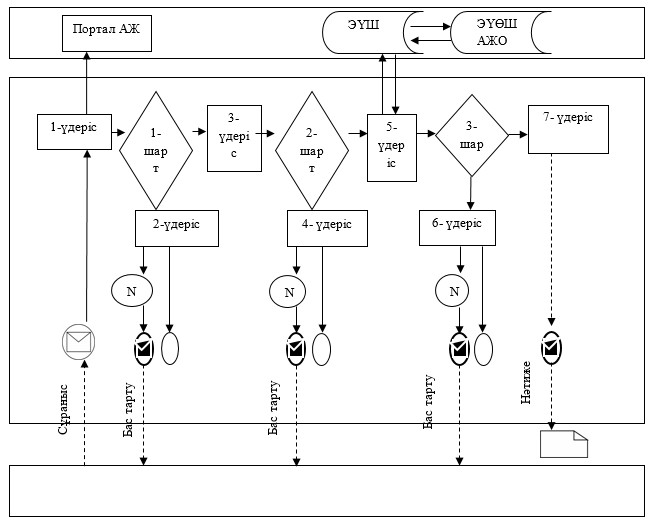 Портал АЖ
ЭҮШ
ЭҮӨШ
АЖО
1-үдеріс
1-
шар
т
3-
үдері
с
2-
шар
т
5-
үдер
іс
3-
шар
7- үдеріс
2-үдеріс
4- үдеріс
6- үдеріс
N
N
N
Сұраныс
Бас тарту
Бас тарту
Бас тарту
Нәтиже